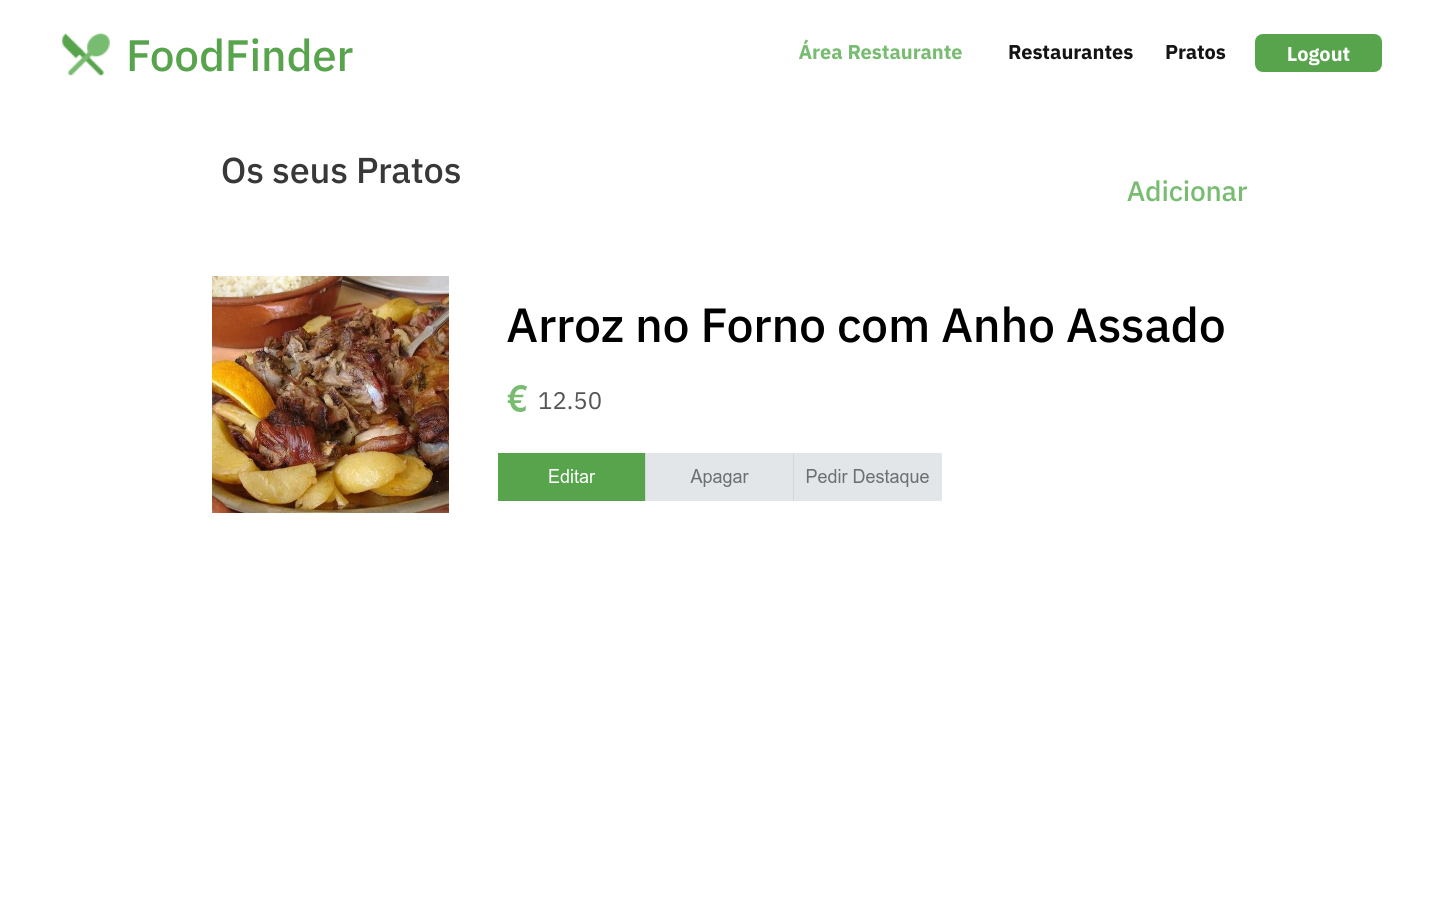 FoodFinder
Área Restaurante Restaurantes Pratos Logout
Os seus Pratos
Adicionar
Arroz no Forno com Anho Assado
€ 12.50
Editar Apagar Pedir Destaque